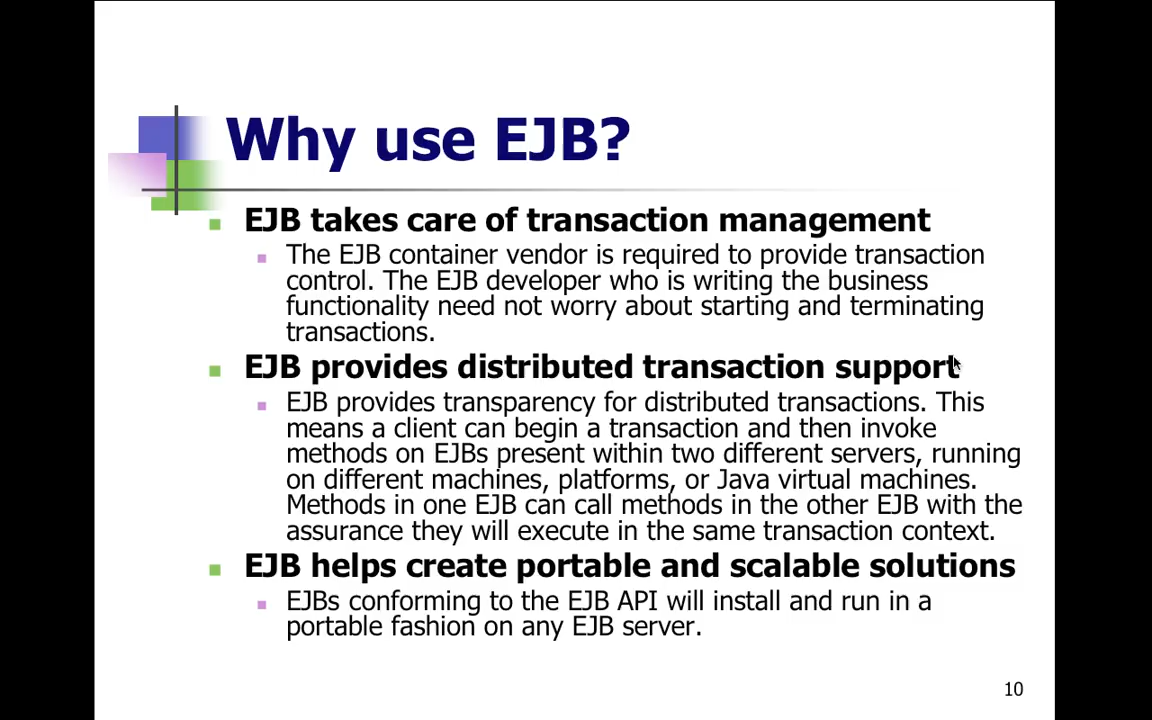 Why use EJB?
EJB takes care of transaction management
The EJB container vendor is required to provide transaction
control. The EJB developer who is writing the business
functionality need not worry about starting and terminating
transactions.
EJB provides distributed transaction support
EJB provides transparency for distributed transactions. This
means a client can begin a transaction and then invoke
methods on EJBs present within two different servers, running
on different machines, platforms, or Java virtual machines.
Methods in one EJB can call methods in the other EJB with the
assurance they will execute in the same transaction context.
EJB helps create portable and scalable solutions
EJBs conforming to the EJB API will install and run in a
portable fashion on any EJB server.
10